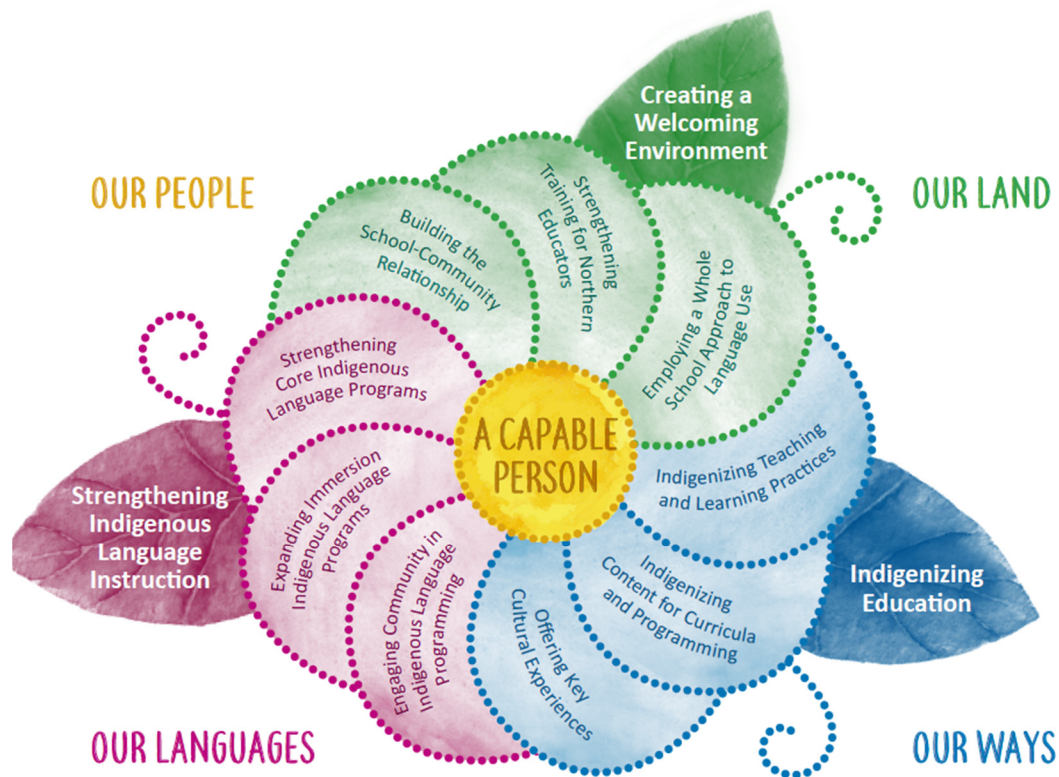 Creating a
Welcoming
Environment
OUR PEOPLE
OUR LAND
Building the
School-Community
Relationship
Strengthening
Training for Northern
Educators
Employing a Whole
School Approach to
Language Use
Strengthening
Core Indigenous
Language Programs
A CAPABLE
PERSON
Indigenizing Teaching
and Learning Practices
Strengthening
Indigenous
Language
Instruction
Expanding Immersion
Indigenous Language
Programs
Engaging Community in
Indigenous Language
Programming
Offering Key
Cultural Experiences
Indigenizing
Content for Curricula
and Programming
Indigenizing
Education
OUR LANGUAGES
OUR WAYS